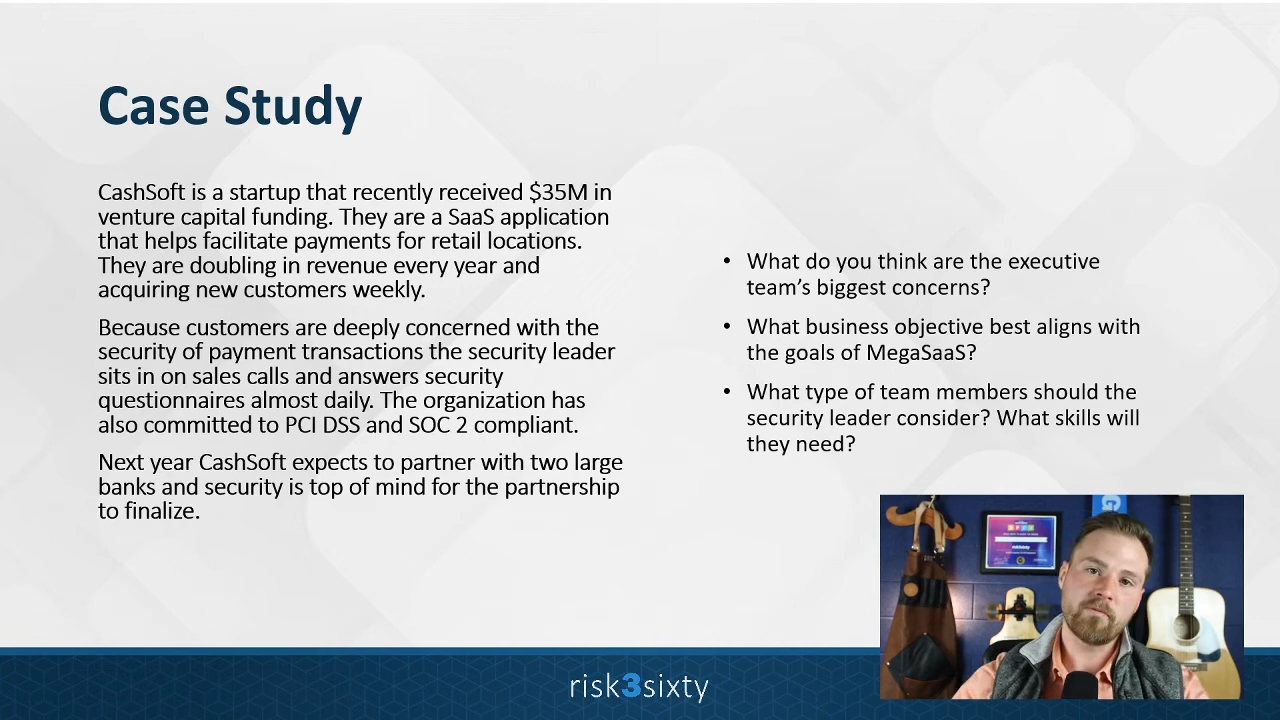 Case Study
CashSoft is a startup that recently received $35M in
venture capital funding. They are a SaaS application
that helps facilitate payments for retail locations.
They are doubling in revenue every year and
acquiring new customers weekly.
Because customers are deeply concerned with the
security of payment transactions the security leader
sits in on sales calls and answers security
questionnaires almost daily. The organization has
also committed to PCI DSS and SOC 2 compliant.
Next year CashSoft expects to partner with two large
banks and security is top of mind for the partnership
to finalize.
• What do you think are the executive
team’s biggest concerns?
• What business objective best aligns with
the goals of MegaSaaS?
• What type of team members should the
security leader consider? What skills will
they need?
risk3sixty